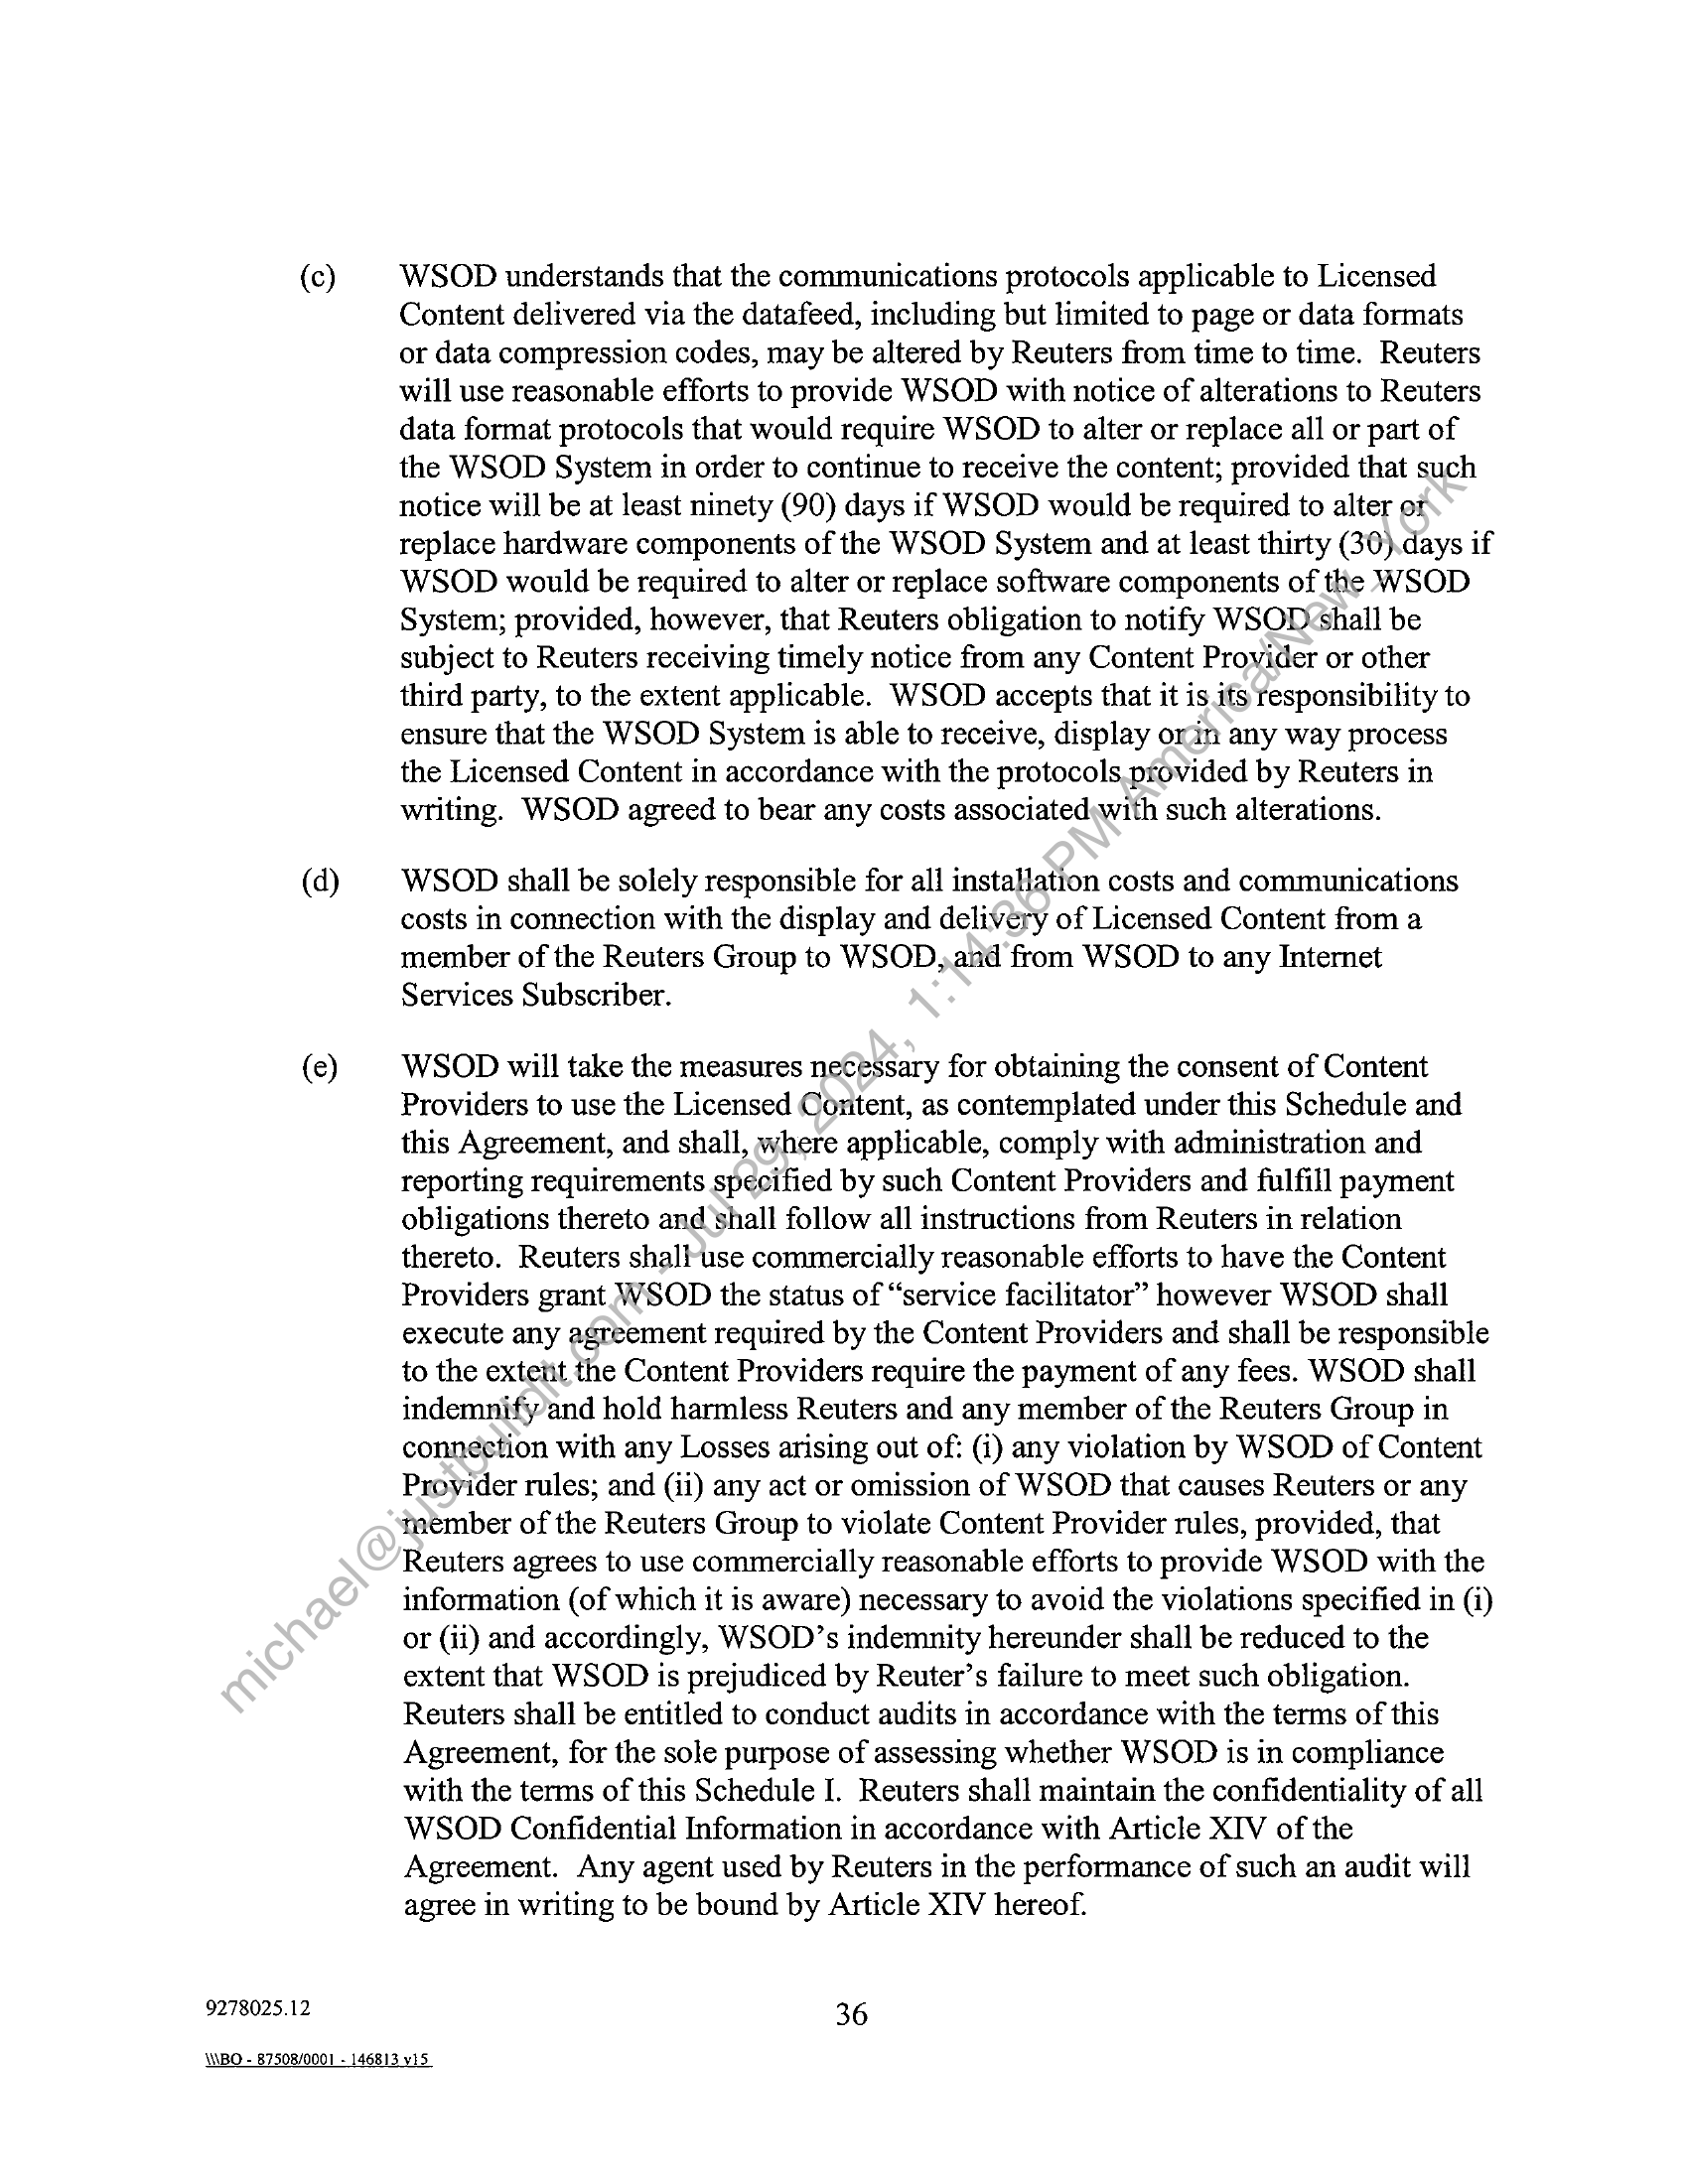 (c) WSOD understands that the communications protocols applicable to Licensed
Content delivered via the datafeed, including but limited to page or data formats
or data compression codes, may be altered by Reuters from time to time. Reuters
will use reasonable efforts to provide WSOD with notice of alterations to Reuters
data format protocols that would require WSOD to alter or replace all or part of
the WSOD System in order to continue to receive the content; provided that such
notice will be at least ninety (90) days if WSOD would be required to alter or
replace hardware components of the WSOD System and at least thirty (30) days if
WSOD would be required to alter or replace software components of the WSOD
System; provided, however, that Reuters obligation to notify WSOD shall be
subject to Reuters receiving timely notice from any Content Provider or other
third party, to the extent applicable. WSOD accepts that it is its responsibility to
ensure that the WSOD System is able to receive, display or in any way process
the Licensed Content in accordance with the protocols provided by Reuters in
writing. WSOD agreed to bear any costs associated with such alterations.
(d) WSOD shall be solely responsible for all installation costs and communications
costs in connection with the display and delivery of Licensed Content from a
member of the Reuters Group to WSOD, and from WSOD to any Internet
Services Subscriber.
(e) WSOD will take the measures necessary for obtaining the consent of Content
Providers to use the Licensed Content, as contemplated under this Schedule and
this Agreement, and shall, where applicable, comply with administration and
reporting requirements specified by such Content Providers and fulfill payment
obligations thereto and shall follow all instructions from Reuters in relation
thereto. Reuters shall use commercially reasonable efforts to have the Content
Providers grant WSOD the status of “service facilitator” however WSOD shall
execute any agreement required by the Content Providers and shall be responsible
to the extent the Content Providers require the payment of any fees. WSOD shall
indemnify and hold harmless Reuters and any member of the Reuters Group in
connection with any Losses arising out of: (i) any violation by WSOD of Content
Provider rules; and (ii) any act or omission of WSOD that causes Reuters or any
member of the Reuters Group to violate Content Provider rules, provided, that
Reuters agrees to use commercially reasonable efforts to provide WSOD with the
information (of which it is aware) necessary to avoid the violations specified in (i)
or (ii) and accordingly, WSOD’s indemnity hereunder shall be reduced to the
extent that WSOD is prejudiced by Reuter’s failure to meet such obligation.
Reuters shall be entitled to conduct audits in accordance with the terms of this
Agreement, for the sole purpose of assessing whether WSOD is in compliance
with the terms of this Schedule I. Reuters shall maintain the confidentiality of all
WSOD Confidential Information in accordance with Article XIV of the
Agreement. Any agent used by Reuters in the performance of such an audit will
agree in writing to be bound by Article XIV hereof.
michael@justbuildit.com - Jul 29, 2024, 1:14:36 PM America/New_York
9278025.12
36
\\\BO - 87508/0001 - 146813 v15